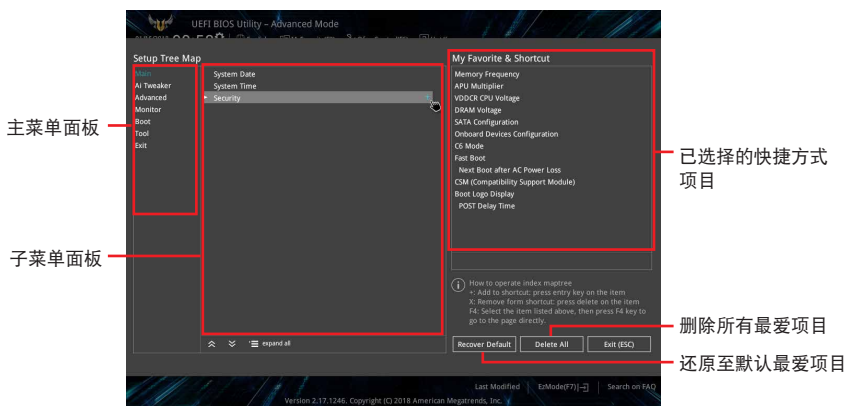 UEFI BIOS Utility – Advanced Mode
Setup Tree Map
Main
Ai Tweaker
Advanced
Monitor
Boot
Tool
Exit
System Date
System Time
Security
expand all
My Favorite & Shortcut
Memory Frequency
APU Multiplier
VDDCR CPU Voltage
DRAM Voltage
SATA Configuration
Onboard Devices Configuration
C6 Mode
Fast Boot
Next Boot after AC Power Loss
CSM (Compatibility Support Module)
Boot Logo Display
POST Delay Time
How to operate index maptree
+: Add to shortcut: press entry key on the item
X: Remove form shortcut: press delete on the item
F4: Select the item listed above, then press F4 key to
go to the page directly.
Recover Default
Delete All
Exit (ESC)
Last Modified
EzMode(F7)
Search on FAQ
Version 2.17.1246. Copyright (C) 2018 American Megatrends, Inc.
主菜单面板
子菜单面板
已选择的快捷方式
项目
删除所有最爱项目
还原至默认最爱项目